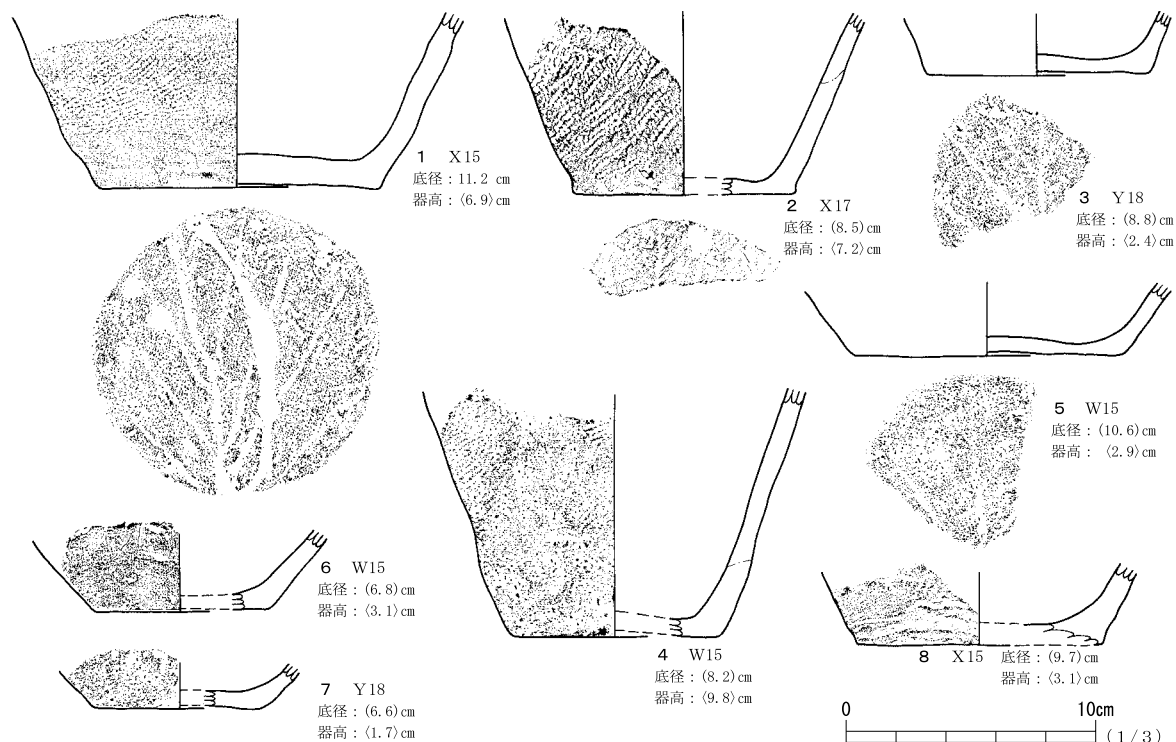 1 X15
底径：11.2 cm
器高：⟨6.9⟩cm
2 X17
底径：(8.5)cm
器高：⟨7.2⟩cm
3 Y18
底径：(8.8)cm
器高：⟨2.4⟩cm
5 W15
底径：(10.6)cm
器高：⟨2.9⟩cm
6 W15
底径：(6.8)cm
器高：⟨3.1⟩cm
4 W15
底径：(8.2)cm
器高：⟨9.8⟩cm
8 X15 底径：(9.7)cm
器高：⟨3.1⟩cm
7 Y18
底径：(6.6)cm
器高：⟨1.7⟩cm
0 10cm
(1/3)